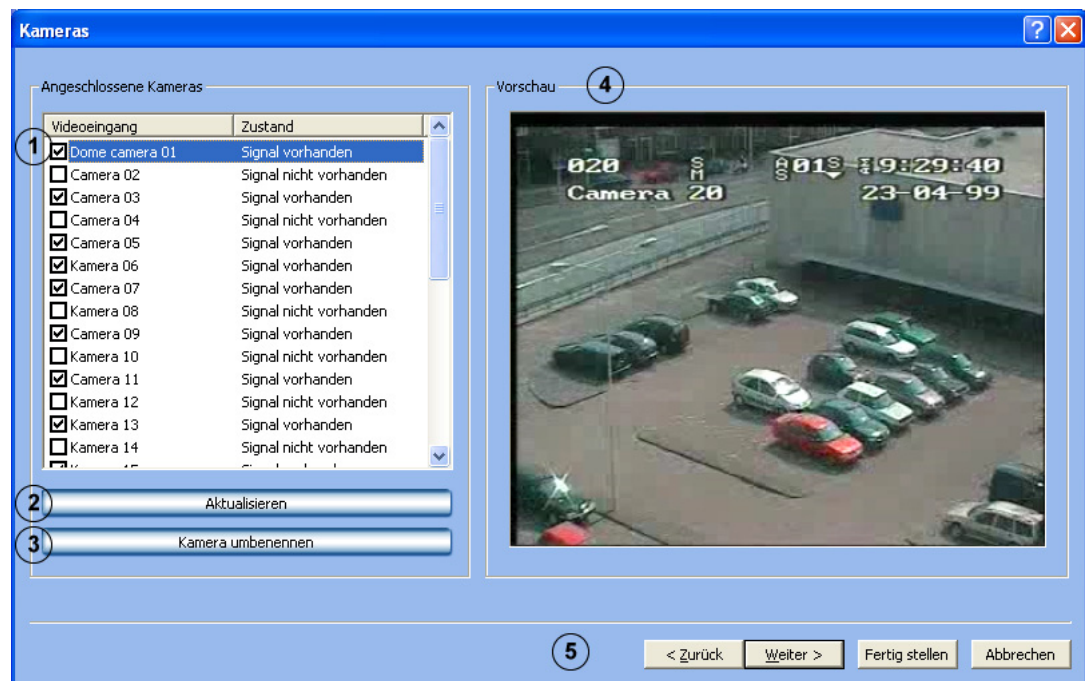 Kameras
Angeschlossene Kameras
Vorschau
4
Videoeingang Zustand
1
Dome camera 01 Signal vorhanden
Camera 02 Signal nicht vorhanden
Camera 03 Signal vorhanden
Camera 04 Signal nicht vorhanden
Camera 05 Signal vorhanden
Kamera 06 Signal vorhanden
Camera 07 Signal vorhanden
Kamera 08 Signal nicht vorhanden
Camera 09 Signal vorhanden
Kamera 10 Signal nicht vorhanden
Camera 11 Signal vorhanden
Kamera 12 Signal nicht vorhanden
Kamera 13 Signal vorhanden
Kamera 14 Signal nicht vorhanden
2
Aktualisieren
3
Kamera umbenennen
020 SM AS 01S 19:29:40
Camera 20 23-04-99
5
< Zurück
Weiter >
Fertig stellen
Abbrechen